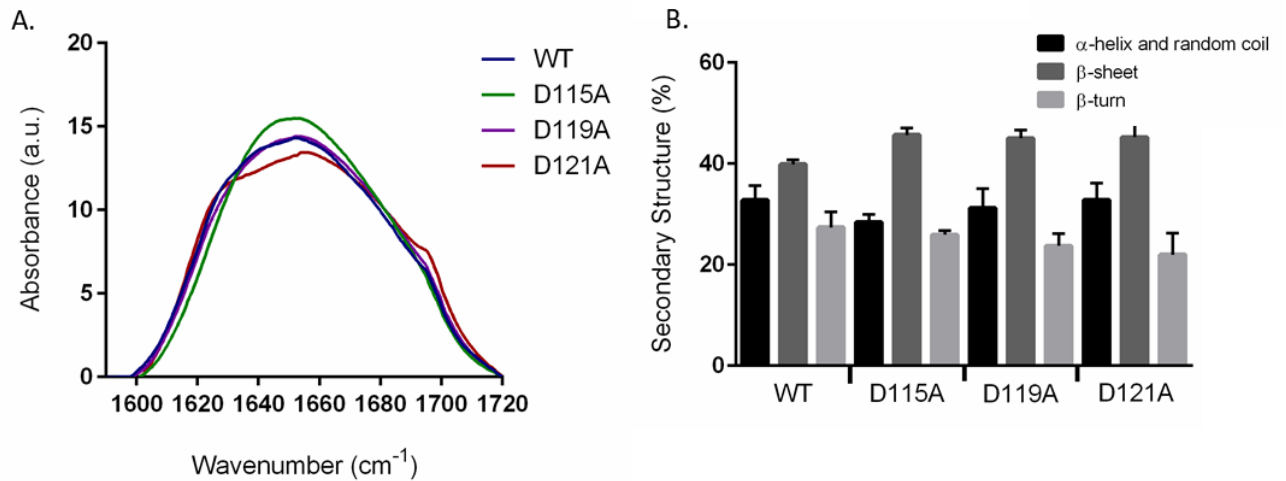 A.
20
15
10
5
0
Absorbance (a.u.)
WT
D115A
D119A
D121A
1600 1620 1640 1660 1680 1700 1720
Wavenumber (cm⁻¹)
B.
α-helix and random coil
β-sheet
β-turn
60
40
20
0
Secondary Structure (%)
WT D115A D119A D121A